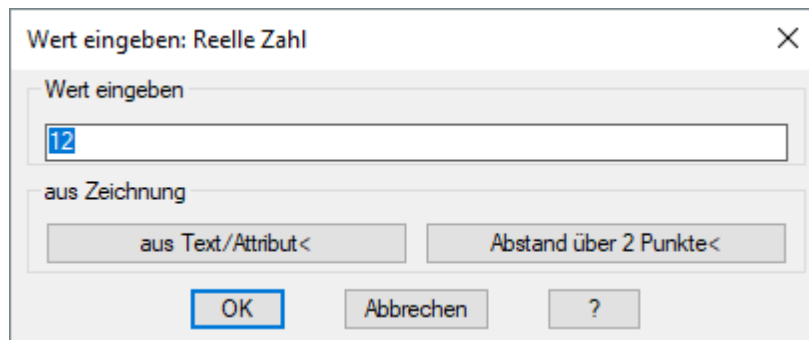 Wert eingeben: Reelle Zahl
Wert eingeben
12
aus Zeichnung
aus Text/Attribut< Abstand über 2 Punkte<
OK Abbrechen ?